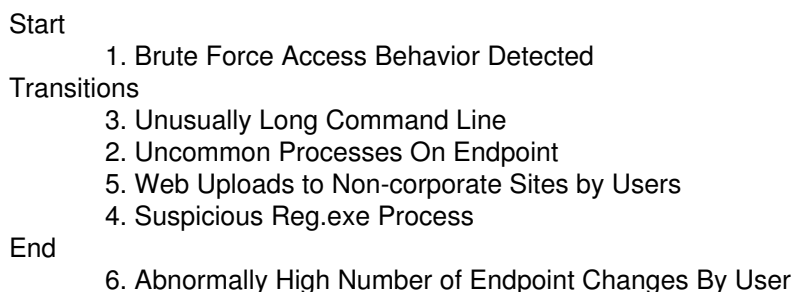 Start
1. Brute Force Access Behavior Detected
Transitions
3. Unusually Long Command Line
2. Uncommon Processes On Endpoint
5. Web Uploads to Non-corporate Sites by Users
4. Suspicious Reg.exe Process
End
6. Abnormally High Number of Endpoint Changes By User